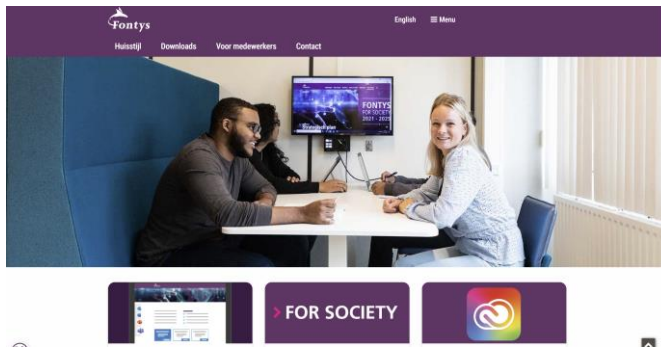 Fontys
English Menu
Huisstijl Downloads Voor medewerkers Contact
FONTYS
FOR SOCIETY
2021 - 2025
FOR SOCIETY